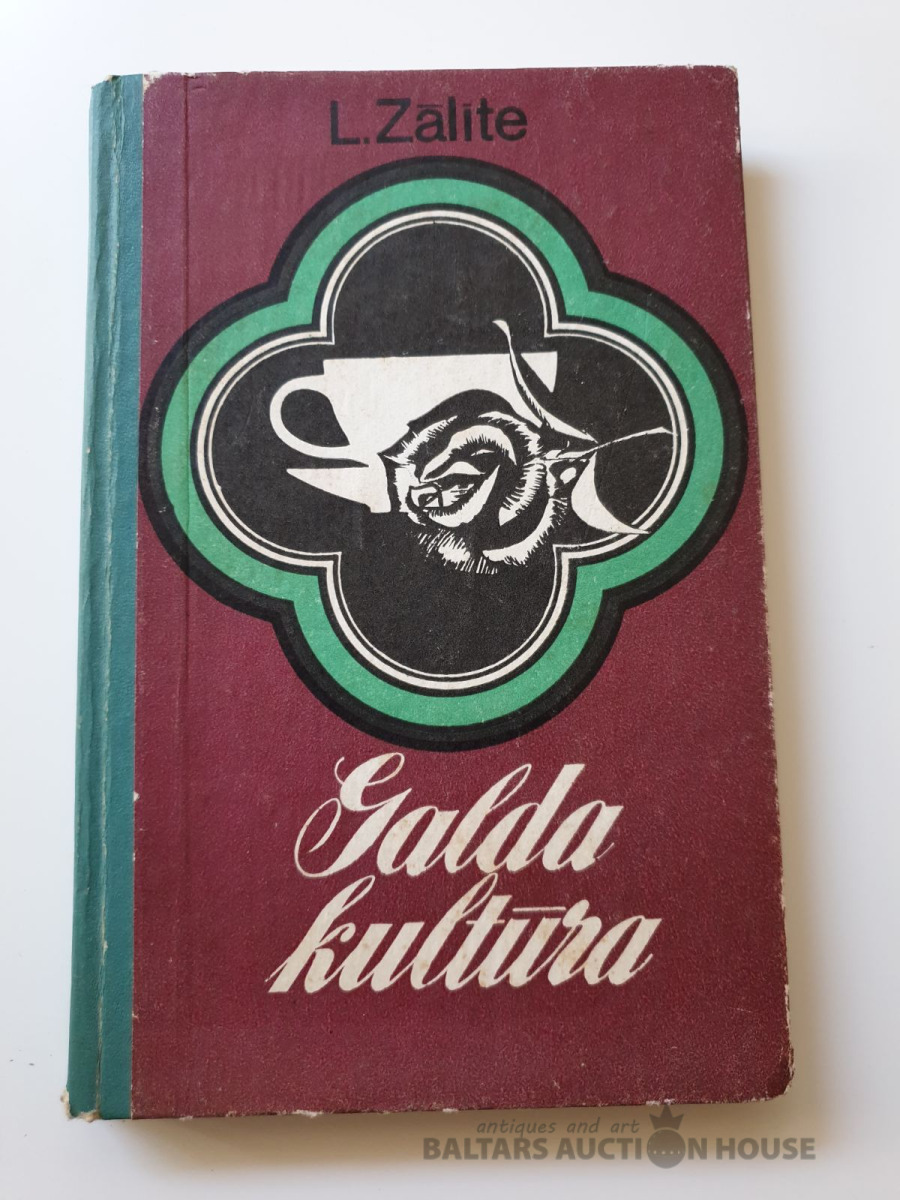 L.Zālīte
Galda
kultūra
antiques and art
BALTARS AUCTION HOUSE